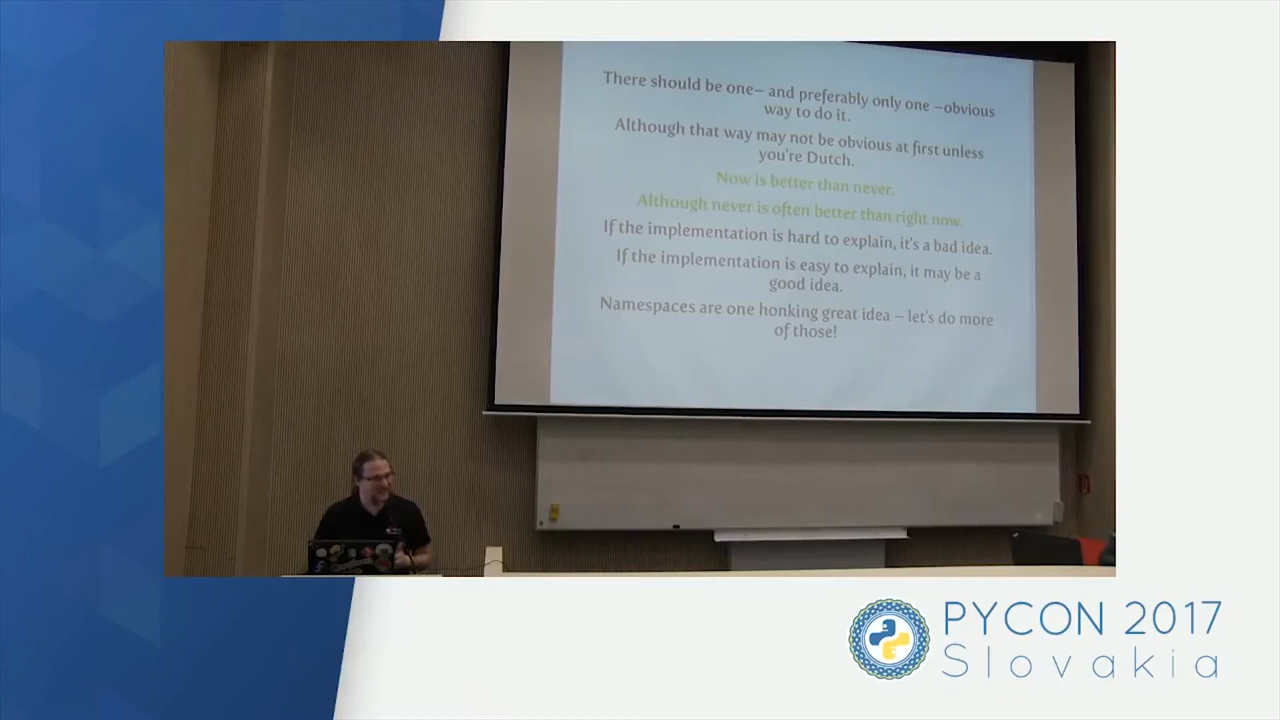 There should be one– and preferably only one –obvious
way to do it.
Although that way may not be obvious at first unless
you're Dutch.
Now is better than never.
Although never is often better than right now.
If the implementation is hard to explain, it's a bad idea.
If the implementation is easy to explain, it may be a
good idea.
Namespaces are one honking great idea – let's do more
of those!
PYCON 2017
Slovakia